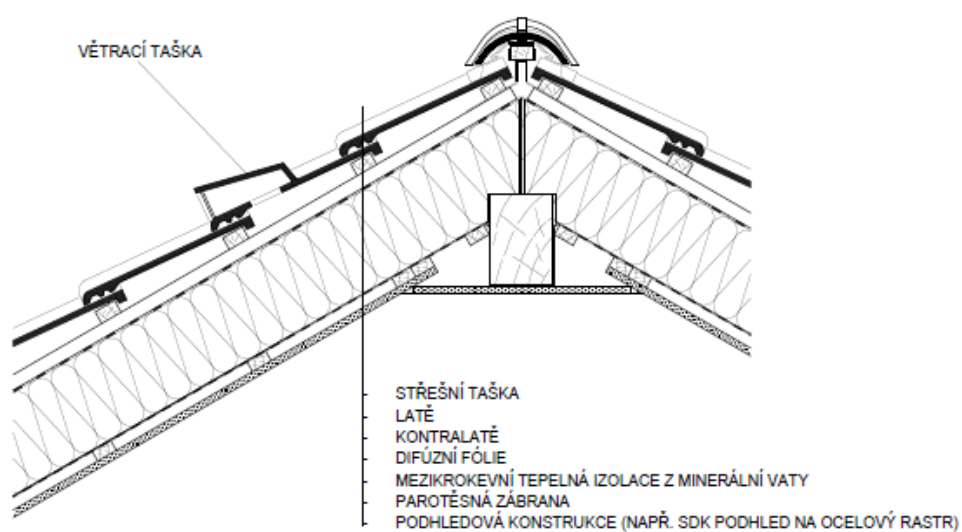 VĚTRACÍ TAŠKA
STŘEŠNÍ TAŠKA
LATĚ
KONTRALATĚ
DIFÚZNÍ FÓLIE
MEZIKROKEVNÍ TEPELNÁ IZOLACE Z MINERÁLNÍ VATY
PAROTĚSNÁ ZÁBRANA
PODHLEDOVÁ KONSTRUKCE (NAPŘ. SDK PODHLED NA OCELOVÝ RASTR)